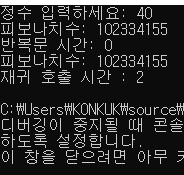 정수 입력하세요: 40
피보나치수: 102334155
반복문 시간: 0
피보나치수: 102334155
재귀 호출 시간 : 2
C:₩Users₩KONKUK₩source₩
디버깅이 중지될 때 콘솔
하도록 설정합니다.
이 창을 닫으려면 아무 키